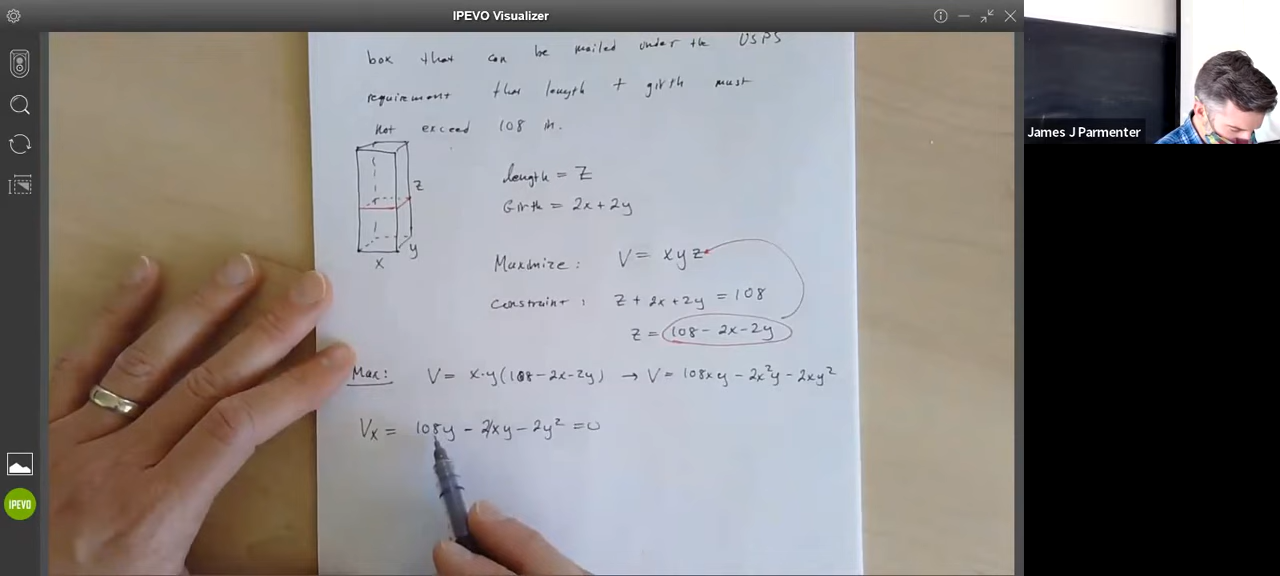 IPEVO Visualizer
box that can be mailed under the USPS
requirement that length + girth must
not exceed 108 in.
James J Parmenter
z
y
x
length = Z
Girth = 2x+2y
Maximize: V = xyz
constraint: z + 2x+2y = 108
z = 108 - 2x-2y
Max: V = x·y(108-2x-2y) → V = 108xy - 2x²y - 2xy²
Vx = 108y - xy - 2y² = 0
IPEVO